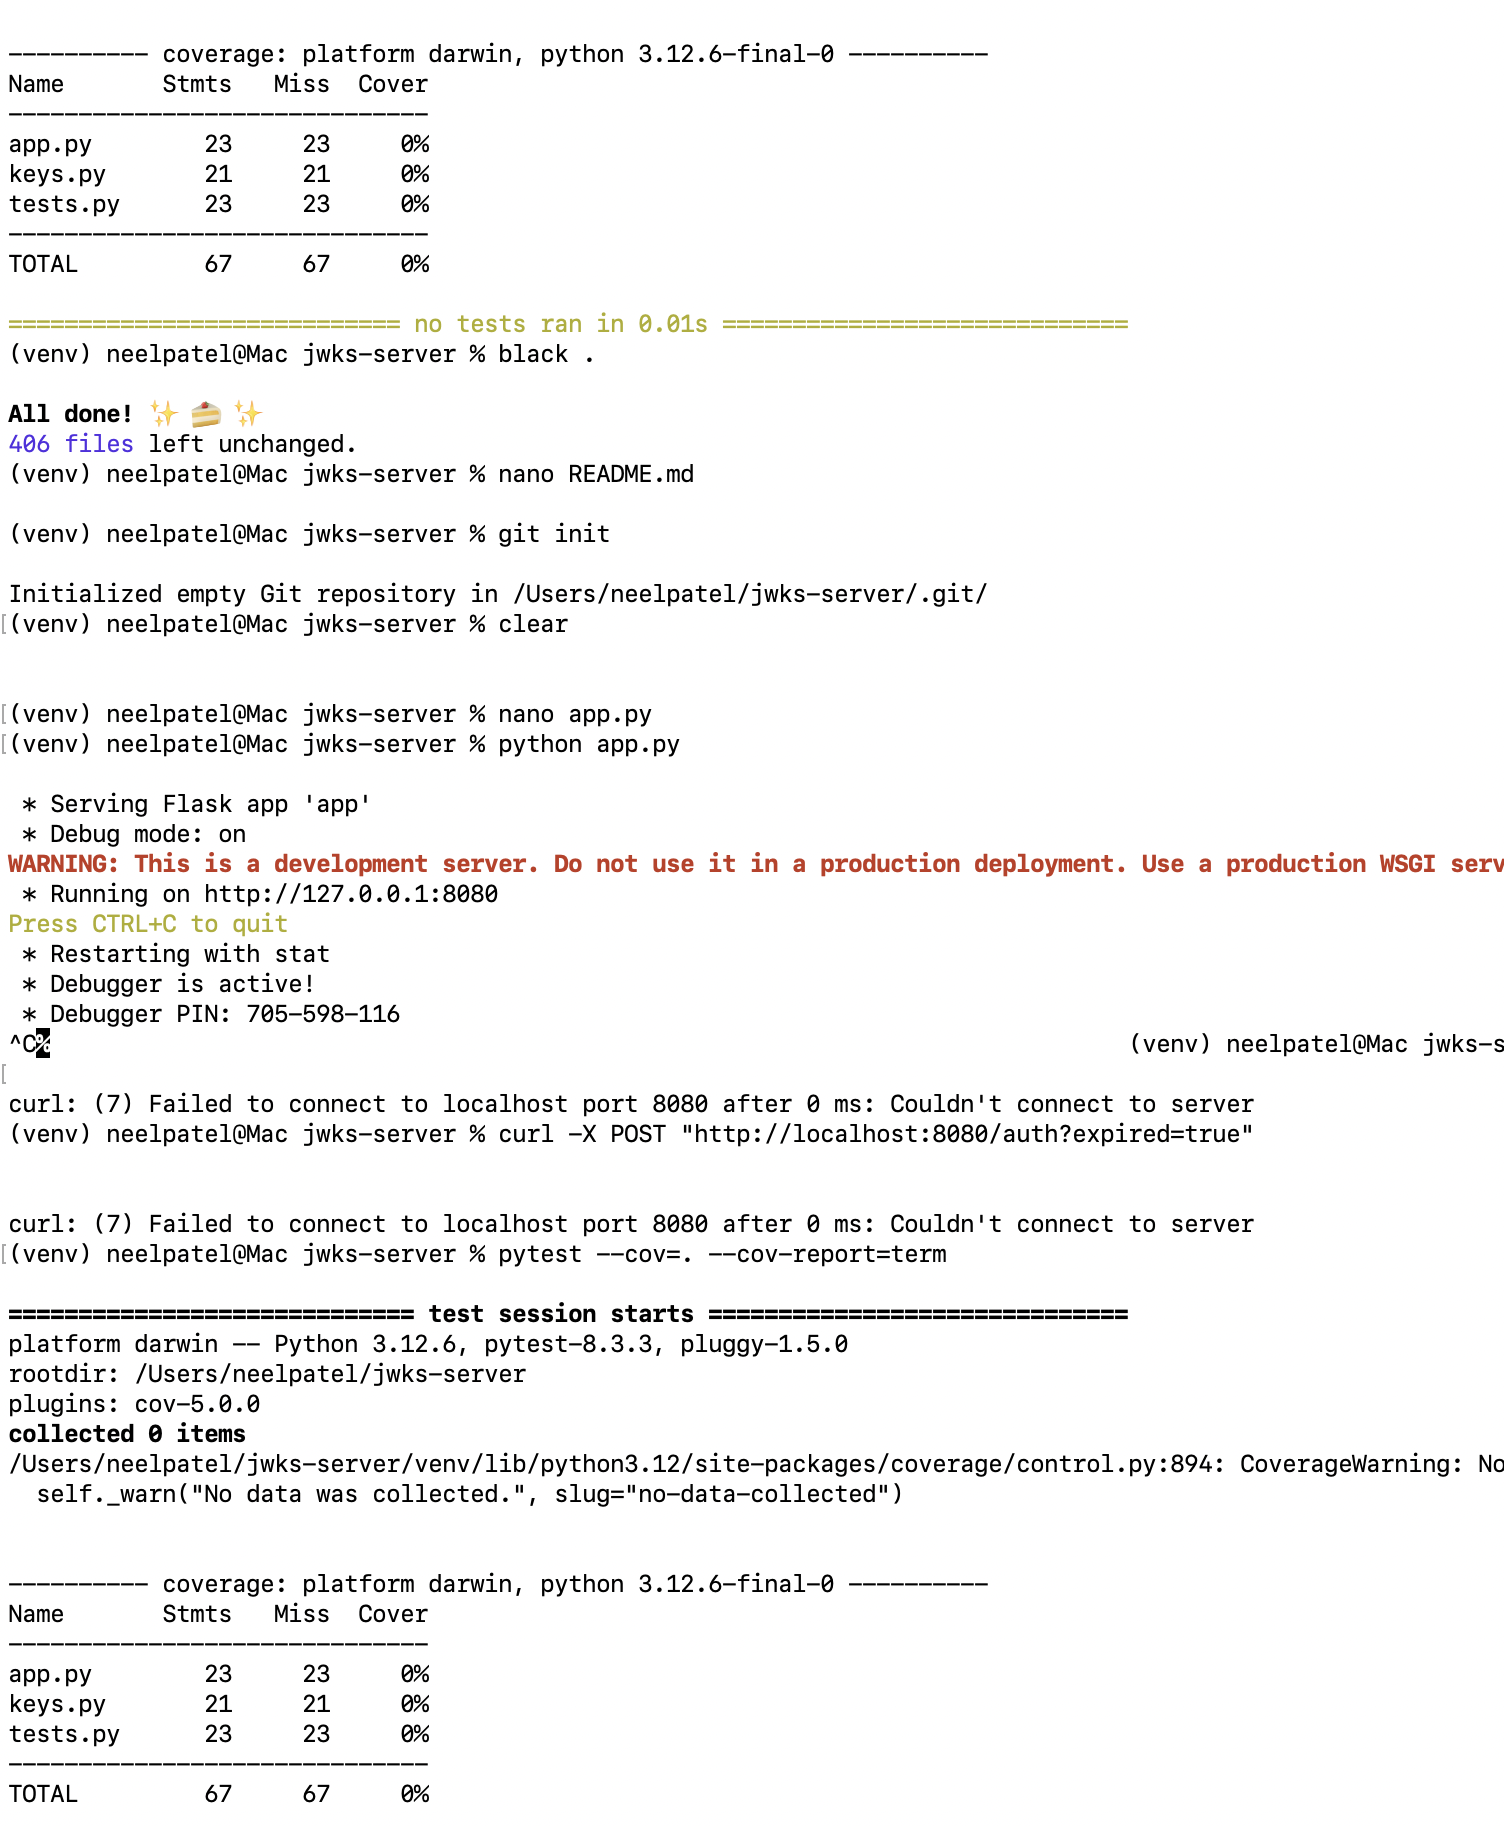 ---------- coverage: platform darwin, python 3.12.6-final-0 ----------
Name       Stmts   Miss  Cover
------------------------------
app.py        23     23     0%
keys.py       21     21     0%
tests.py      23     23     0%
------------------------------
TOTAL         67     67     0%
============================ no tests ran in 0.01s =============================
(venv) neelpatel@Mac jwks-server % black .
All done! ✨ 🍰 ✨
406 files left unchanged.
(venv) neelpatel@Mac jwks-server % nano README.md
(venv) neelpatel@Mac jwks-server % git init
Initialized empty Git repository in /Users/neelpatel/jwks-server/.git/
[(venv) neelpatel@Mac jwks-server % clear
[(venv) neelpatel@Mac jwks-server % nano app.py
[(venv) neelpatel@Mac jwks-server % python app.py
 * Serving Flask app 'app'
 * Debug mode: on
WARNING: This is a development server. Do not use it in a production deployment. Use a production WSGI serv
 * Running on http://127.0.0.1:8080
Press CTRL+C to quit
 * Restarting with stat
 * Debugger is active!
 * Debugger PIN: 705-598-116
^C%                                                                             (venv) neelpatel@Mac jwks-s
[
curl: (7) Failed to connect to localhost port 8080 after 0 ms: Couldn't connect to server
(venv) neelpatel@Mac jwks-server % curl -X POST "http://localhost:8080/auth?expired=true"
curl: (7) Failed to connect to localhost port 8080 after 0 ms: Couldn't connect to server
[(venv) neelpatel@Mac jwks-server % pytest --cov=. --cov-report=term
============================= test session starts ==============================
platform darwin -- Python 3.12.6, pytest-8.3.3, pluggy-1.5.0
rootdir: /Users/neelpatel/jwks-server
plugins: cov-5.0.0
collected 0 items
/Users/neelpatel/jwks-server/venv/lib/python3.12/site-packages/coverage/control.py:894: CoverageWarning: No
  self._warn("No data was collected.", slug="no-data-collected")
---------- coverage: platform darwin, python 3.12.6-final-0 ----------
Name       Stmts   Miss  Cover
------------------------------
app.py        23     23     0%
keys.py       21     21     0%
tests.py      23     23     0%
------------------------------
TOTAL         67     67     0%